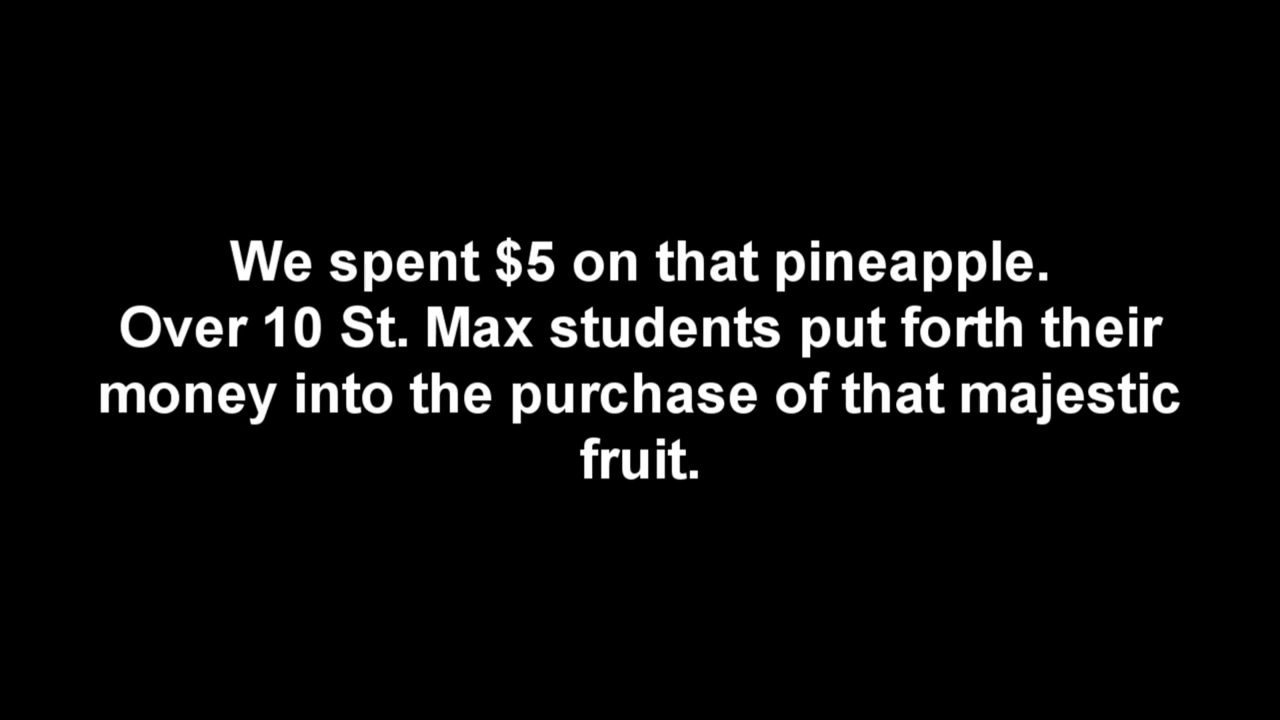 We spent $5 on that pineapple.
Over 10 St. Max students put forth their
money into the purchase of that majestic
fruit.